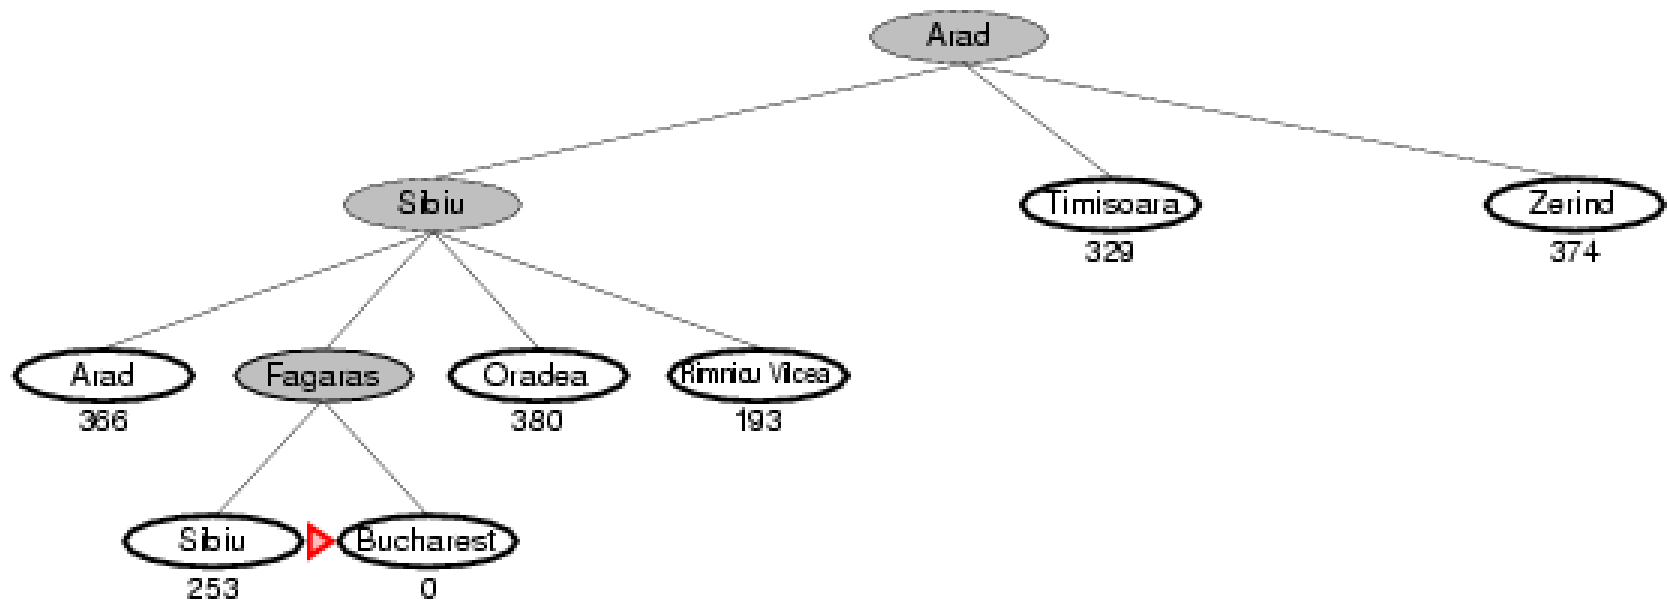 Arad
Sibiu
Timisoara
Zerind
329
374
Arad
Fagaras
Oradea
Rimnicu Vilcea
366
380
193
Sibiu
Bucharest
253
0